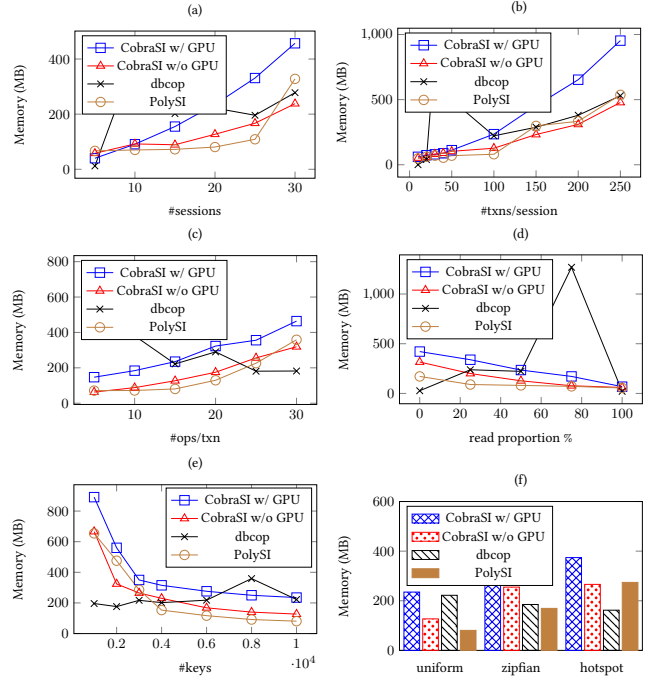 (a)
400
200
0
Memory (MB)
CobraSI w/ GPU
CobraSI w/o GPU
dbcop
PolySI
10 20 30
#sessions
(b)
1,000
500
0
Memory (MB)
CobraSI w/ GPU
CobraSI w/o GPU
dbcop
PolySI
0 50 100 150 200 250
#txns/session
(c)
800
600
400
200
0
Memory (MB)
CobraSI w/ GPU
CobraSI w/o GPU
dbcop
PolySI
10 20 30
#ops/txn
(d)
1,000
500
0
Memory (MB)
CobraSI w/ GPU
CobraSI w/o GPU
dbcop
PolySI
0 20 40 60 80 100
read proportion %
(e)
800
600
400
200
0
Memory (MB)
CobraSI w/ GPU
CobraSI w/o GPU
dbcop
PolySI
0.2 0.4 0.6 0.8 1
·10⁴
#keys
(f)
600
400
200
0
Memory (MB)
CobraSI w/ GPU
CobraSI w/o GPU
dbcop
PolySI
uniform zipfian hotspot